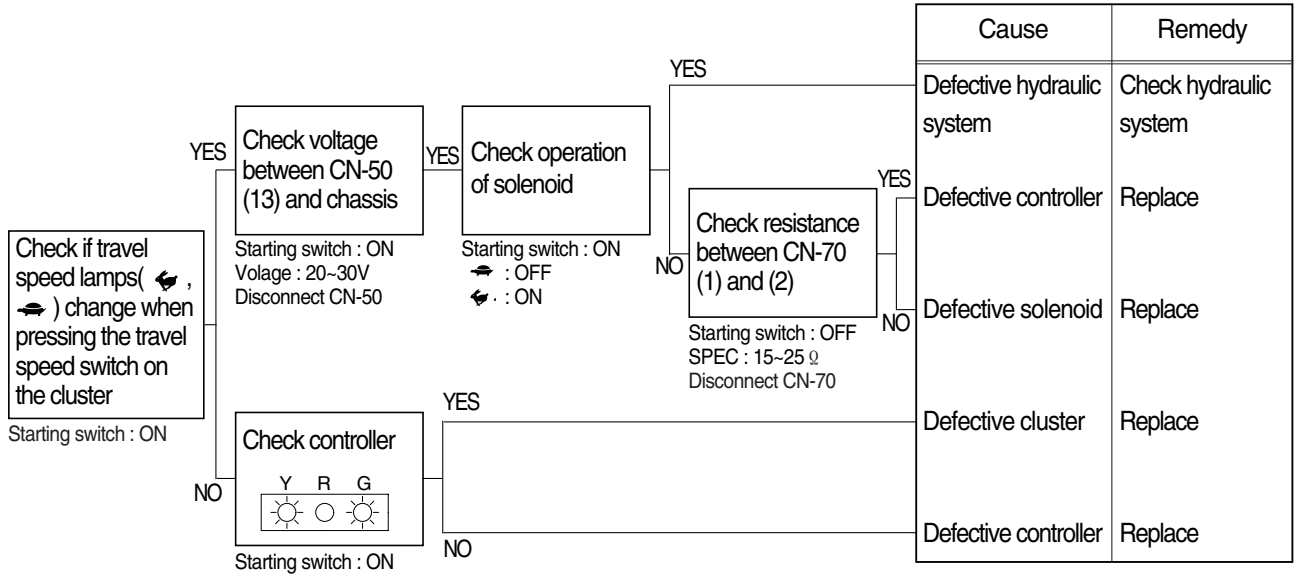 Check if travel
speed lamps( ,
) change when
pressing the travel
speed switch on
the cluster
Starting switch : ON
YES
NO
Check voltage
between CN-50
(13) and chassis
Starting switch : ON
Volage : 20~30V
Disconnect CN-50
YES
Check operation
of solenoid
Starting switch : ON
: OFF
. : ON
YES
NO
Check resistance
between CN-70
(1) and (2)
Starting switch : OFF
SPEC : 15~25 Ω
Disconnect CN-70
YES
NO
Check controller
Y R G
Starting switch : ON
YES
NO
Cause Remedy
Defective hydraulic Check hydraulic
system system
Defective controller Replace
Defective solenoid Replace
Defective cluster Replace
Defective controller Replace